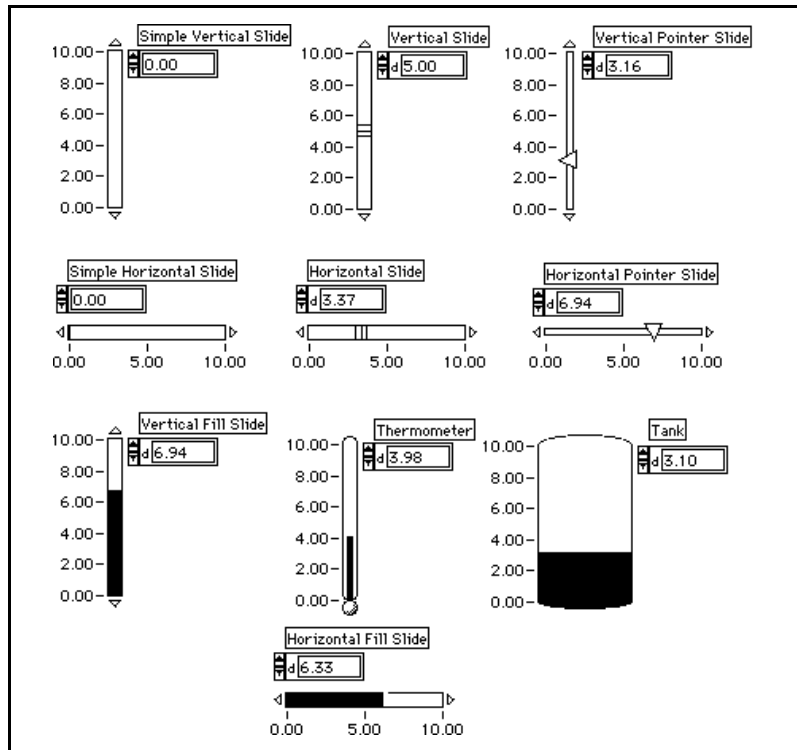 Simple Vertical Slide
0.00
10.00
8.00
6.00
4.00
2.00
0.00
Vertical Slide
d 5.00
10.00
8.00
6.00
4.00
2.00
0.00
Vertical Pointer Slide
d 3.16
10.00
8.00
6.00
4.00
2.00
0.00
Simple Horizontal Slide
0.00
0.00 5.00 10.00
Horizontal Slide
d 3.37
0.00 5.00 10.00
Horizontal Pointer Slide
d 6.94
0.00 5.00 10.00
Vertical Fill Slide
d 6.94
10.00
8.00
6.00
4.00
2.00
0.00
Thermometer
d 3.98
10.00
8.00
6.00
4.00
2.00
0.00
Tank
d 3.10
10.00
8.00
6.00
4.00
2.00
0.00
Horizontal Fill Slide
d 6.33
0.00 5.00 10.00